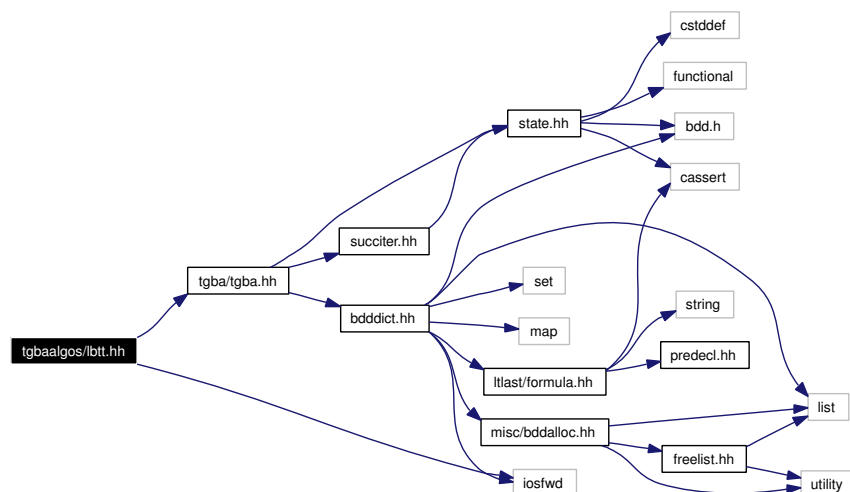 cstddef
functional
state.hh
bdd.h
cassert
succiter.hh
tgba/tgba.hh
set
string
bdddict.hh
map
tgbaalgos/lbtt.hh
predecl.hh
ltlast/formula.hh
list
misc/bddalloc.hh
freelist.hh
iosfwd
utility